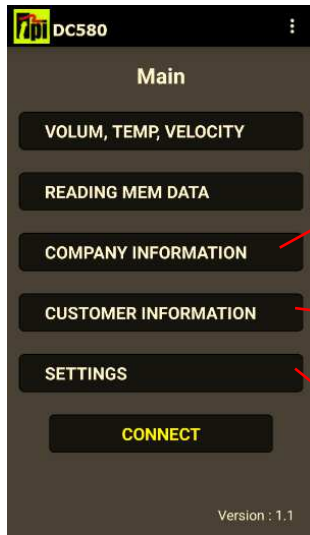 TPI DC580
Main
VOLUM, TEMP, VELOCITY
READING MEM DATA
COMPANY INFORMATION
CUSTOMER INFORMATION
SETTINGS
CONNECT
Version : 1.1